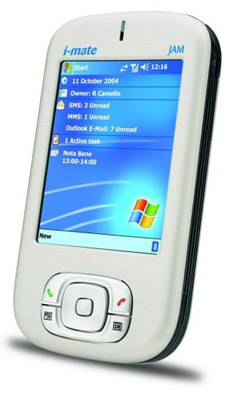 i-mate JAM
Start 12:16
11 October 2004
Owner: R Camello
SMS: 3 Unread
MMS: 1 Unread
Outlook E-Mail: 7 Unread
1 Active task
Nota Bene
13:00-14:00
New